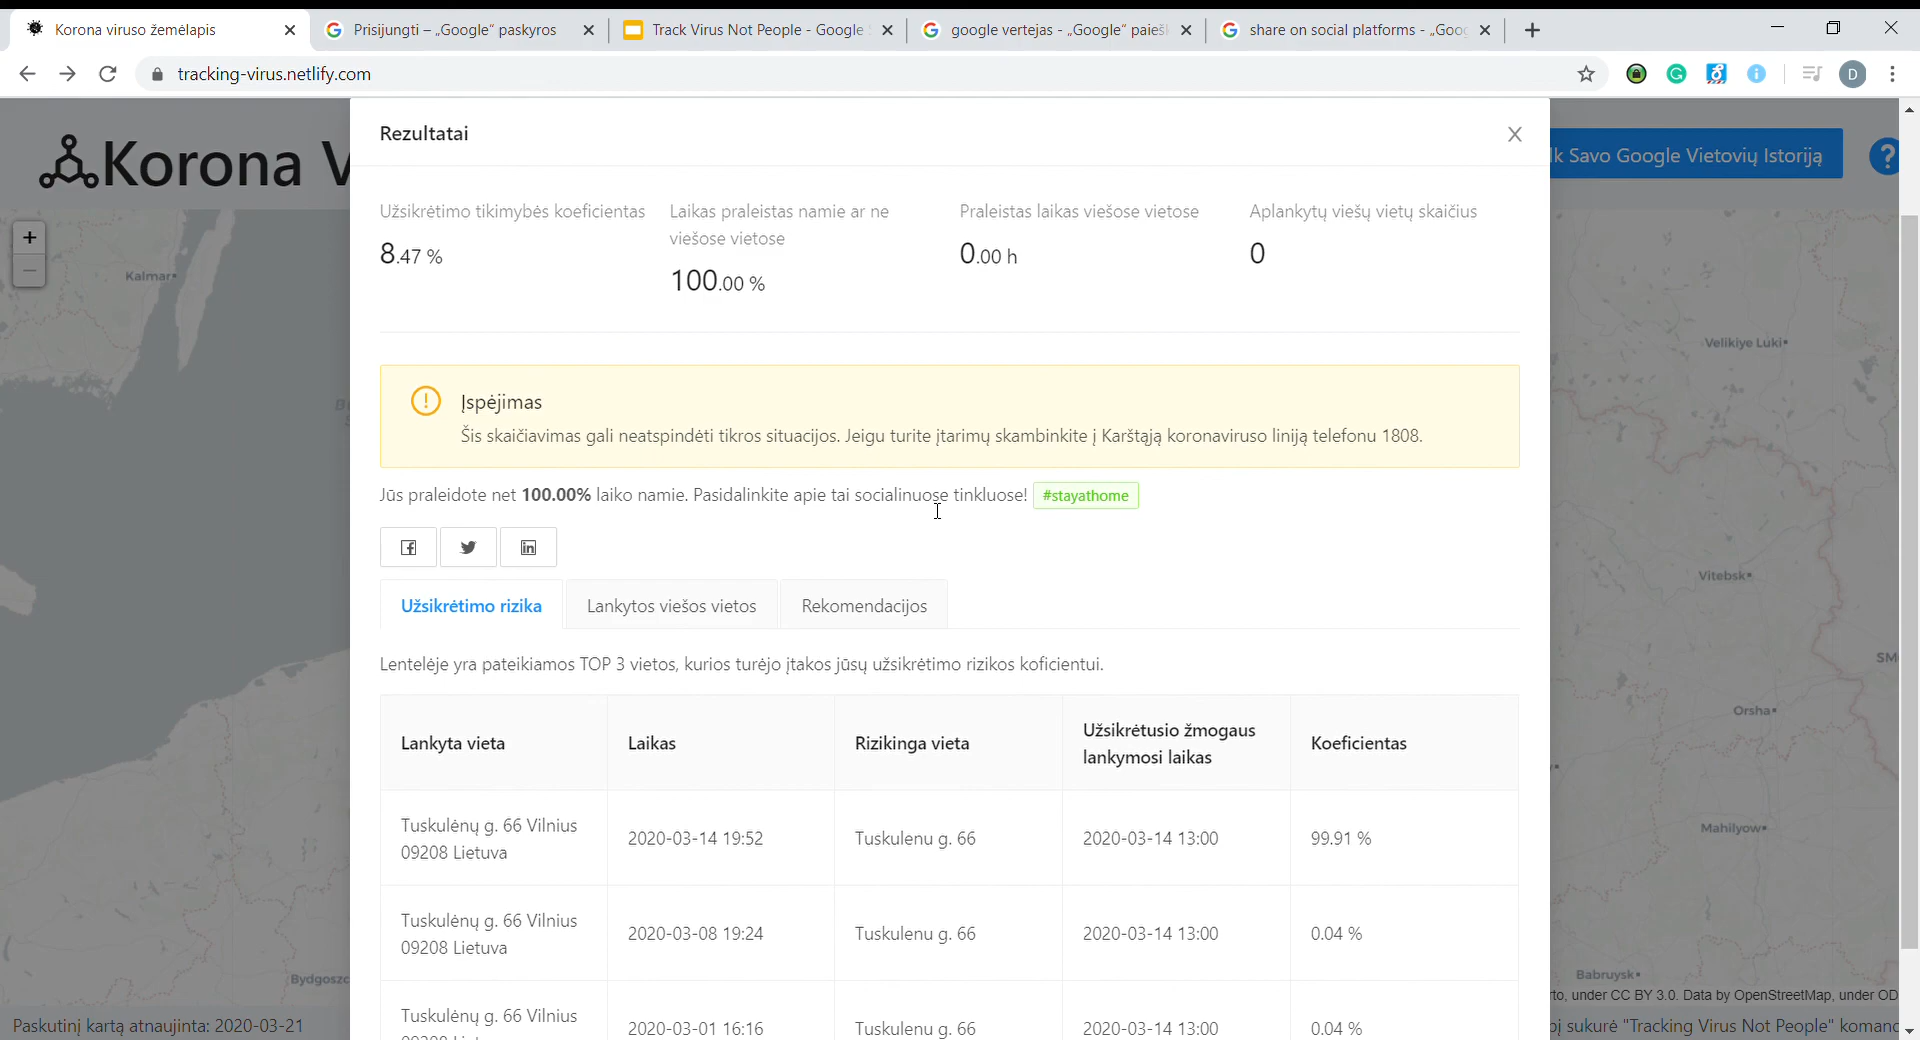 Korona viruso žemėlapis
Prisijungti – „Google“ paskyros
Track Virus Not People - Google
google vertejas - „Google“ paieš
share on social platforms - „Goog
tracking-virus.netlify.com
D
Korona V
lk Savo Google Vietovių Istoriją
?
+
−
Rezultatai
Užsikrėtimo tikimybės koeficientas
8.47 %
Laikas praleistas namie ar ne
viešose vietose
100.00 %
Praleistas laikas viešose vietose
0.00 h
Aplankytų viešų vietų skaičius
0
Įspėjimas
Šis skaičiavimas gali neatspindėti tikros situacijos. Jeigu turite įtarimų skambinkite į Karštąją koronaviruso liniją telefonu 1808.
Jūs praleidote net 100.00% laiko namie. Pasidalinkite apie tai socialinuose tinkluose! #stayathome
Užsikrėtimo rizika
Lankytos viešos vietos
Rekomendacijos
Lentelėje yra pateikiamos TOP 3 vietos, kurios turėjo įtakos jūsų užsikrėtimo rizikos koficientui.
Lankyta vieta
Laikas
Rizikinga vieta
Užsikrėtusio žmogaus
lankymosi laikas
Koeficientas
Tuskulėnų g. 66 Vilnius
09208 Lietuva
2020-03-14 19:52
Tuskulenu g. 66
2020-03-14 13:00
99.91 %
Tuskulėnų g. 66 Vilnius
09208 Lietuva
2020-03-08 19:24
Tuskulenu g. 66
2020-03-14 13:00
0.04 %
Tuskulėnų g. 66 Vilnius
2020-03-01 16:16
Tuskulenu g. 66
2020-03-14 13:00
0.04 %
Kalmar
Bydgoszc
Velikiye Luki
Vitebsk
SM
Orsha
Mahilyow
Babruysk
rto, under CC BY 3.0. Data by OpenStreetMap, under OD
Paskutinį kartą atnaujinta: 2020-03-21
pį sukurė "Tracking Virus Not People" komanc